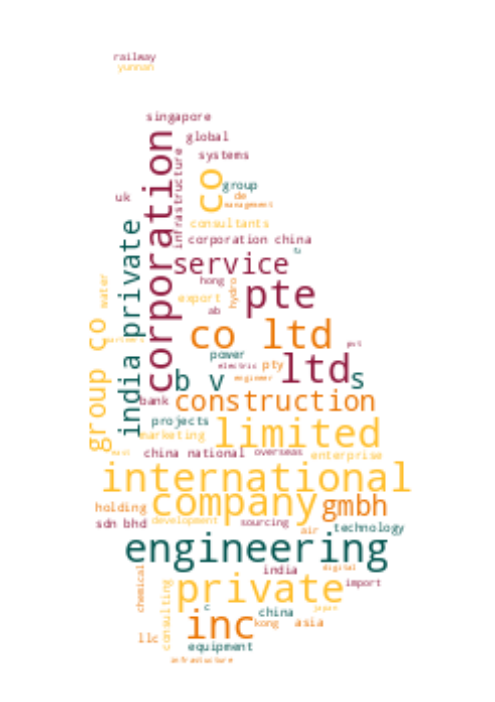 railway
yunnan
singapore
corporation
global
infrastructure
systems
co
group
de
management
uk
india private
consultants
corporation china
service
hong
water
export
hydro
pte
ab
group co
co ltd
power
ltd
electric
pty
b v
engineer
s
bank
construction
projects
limited
marketing
china national
overseas
enterprise
international
company
gmbh
holding
sdn bhd
development
sourcing
air
technology
engineering
india
digital
chemical
consulting
private
import
c
china
japan
inc
kong
asia
llc
equipment
infrastucture